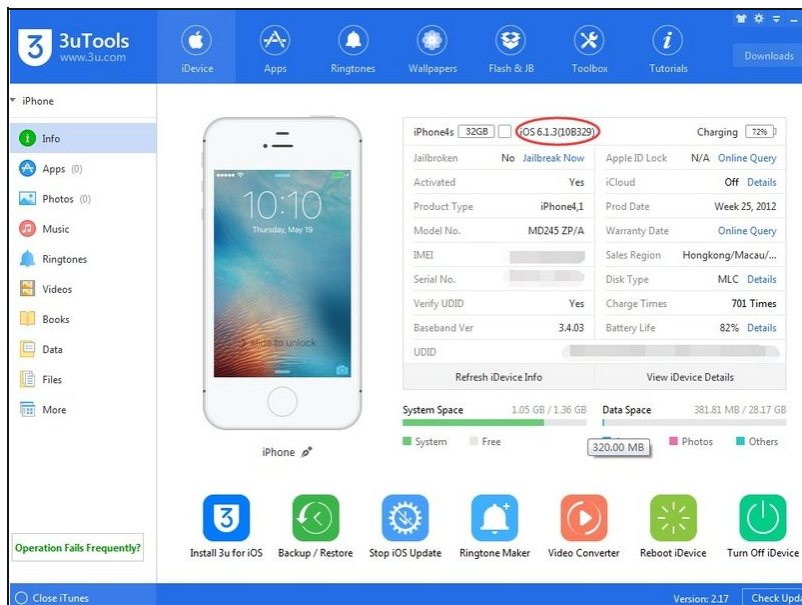 3uTools
www.3u.com
iDevice
Apps
Ringtones
Wallpapers
Flash & JB
Toolbox
Tutorials
Downloads
iPhone
Info
Apps (0)
Photos (0)
Music
Ringtones
Videos
Books
Data
Files
More
Operation Fails Frequently?
Close iTunes
10:10
Thursday, May 19
slide to unlock
iPhone
iPhone4s 32GB iOS 6.1.3(10B329) Charging 72%
Jailbroken No Jailbreak Now Apple ID Lock N/A Online Query
Activated Yes iCloud Off Details
Product Type iPhone4,1 Prod Date Week 25, 2012
Model No. MD245 ZP/A Warranty Date Online Query
IMEI Sales Region Hongkong/Macau/...
Serial No. Disk Type MLC Details
Verify UDID Yes Charge Times 701 Times
Baseband Ver 3.4.03 Battery Life 82% Details
UDID
Refresh iDevice Info View iDevice Details
System Space 1.05 GB / 1.36 GB Data Space 381.81 MB / 28.17 GB
System Free Photos Others
320.00 MB
Install 3u for iOS Backup / Restore Stop iOS Update Ringtone Maker Video Converter Reboot iDevice Turn Off iDevice
Version: 2.17 Check Upda